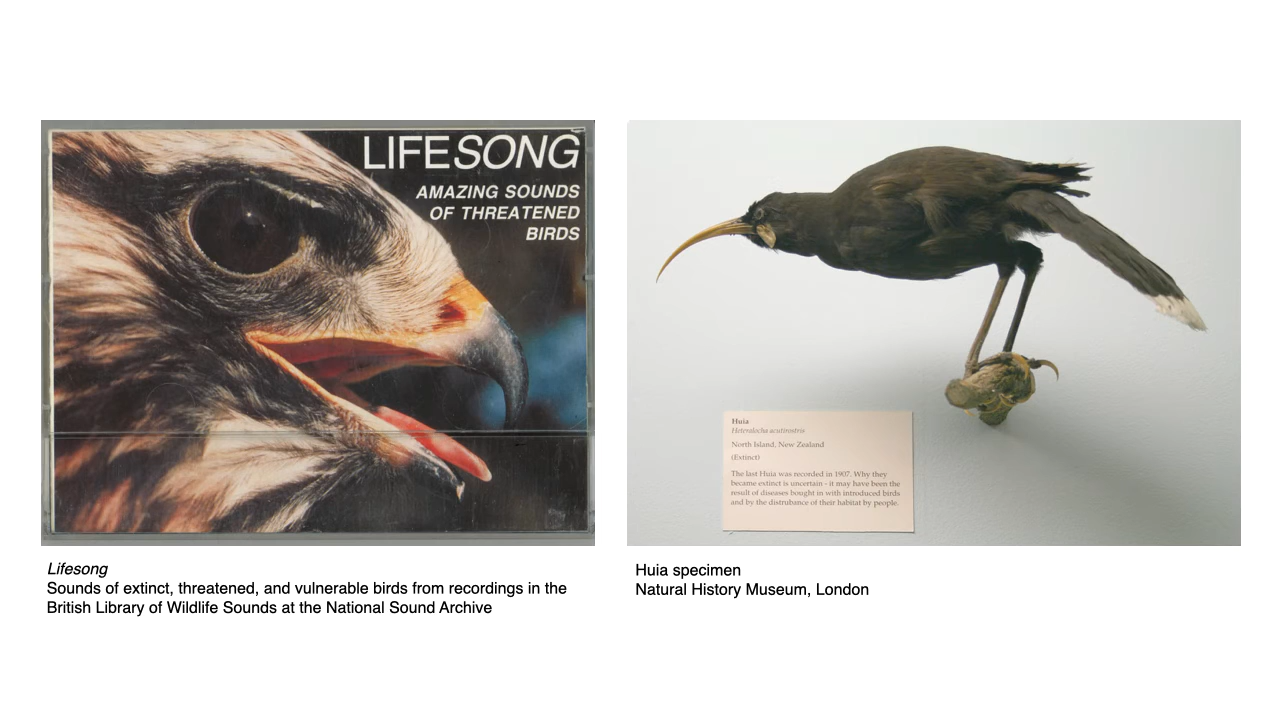 LIFESONG
AMAZING SOUNDS
OF THREATENED
BIRDS
Lifesong
Sounds of extinct, threatened, and vulnerable birds from recordings in the
British Library of Wildlife Sounds at the National Sound Archive
Huia
Heteralocha acutirostris
North Island, New Zealand
(Extinct)
The last Huia was recorded in 1907. Why they
became extinct is uncertain - it may have been the
result of diseases bought in with introduced birds
and by the distrubance of their habitat by people.
Huia specimen
Natural History Museum, London